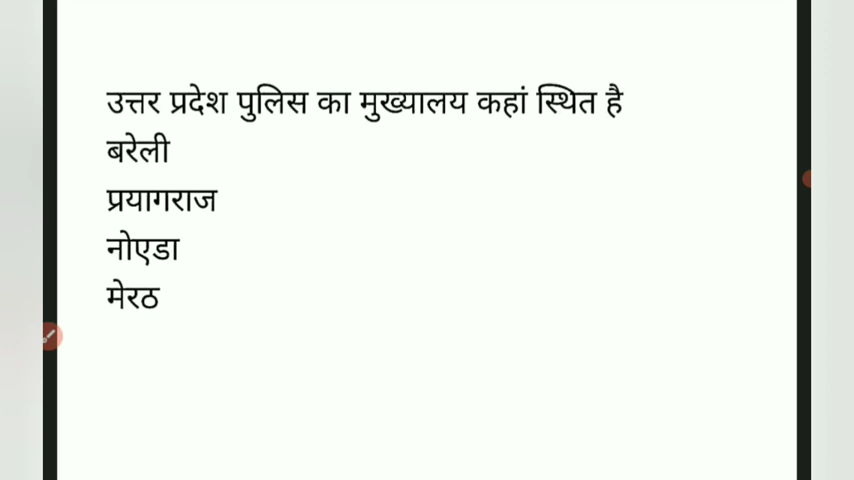 उत्तर प्रदेश पुलिस का मुख्यालय कहां स्थित है
बरेली
प्रयागराज
नोएडा
मेरठ